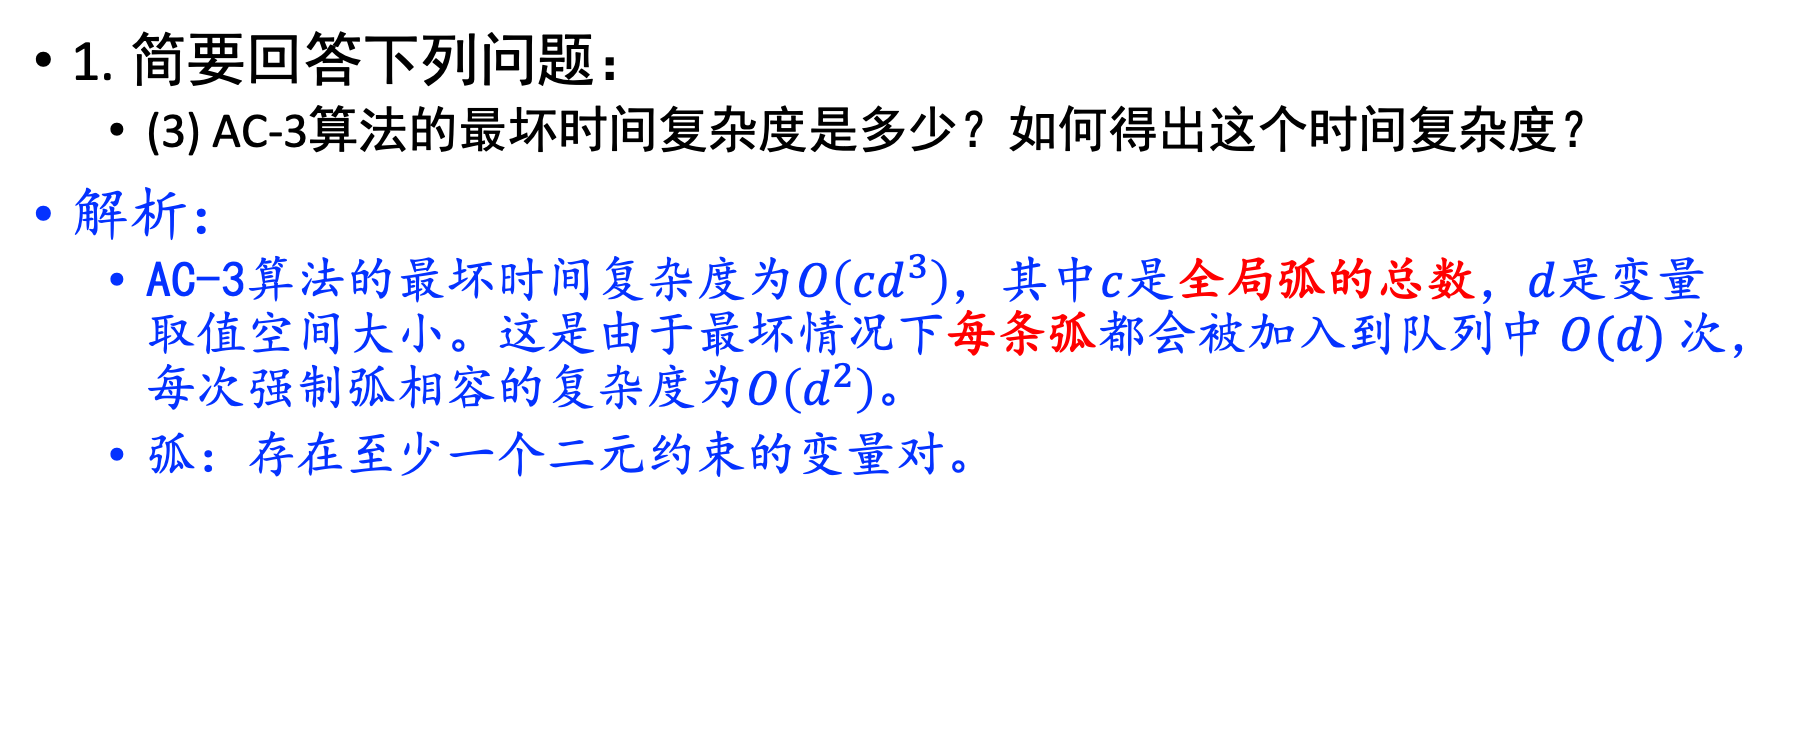 • 1. 简要回答下列问题：
• (3) AC-3算法的最坏时间复杂度是多少？如何得出这个时间复杂度？
• 解析：
• AC-3算法的最坏时间复杂度为O(cd³)，其中c是全局弧的总数，d是变量
取值空间大小。这是由于最坏情况下每条弧都会被加入到队列中 O(d) 次，
每次强制弧相容的复杂度为O(d²)。
• 弧：存在至少一个二元约束的变量对。